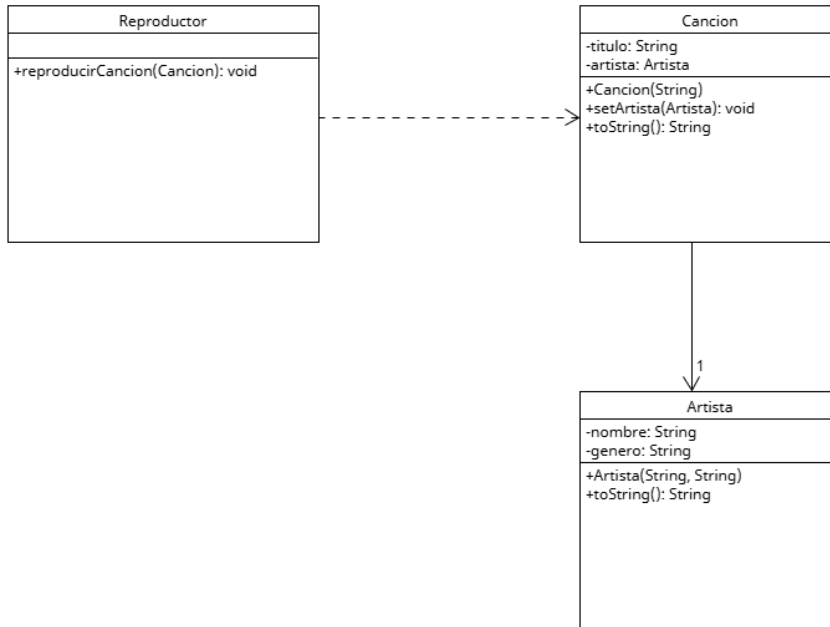 Reproductor
+reproducirCancion(Cancion): void
Cancion
-titulo: String
-artista: Artista
+Cancion(String)
+setArtista(Artista): void
+toString(): String
1
Artista
-nombre: String
-genero: String
+Artista(String, String)
+toString(): String